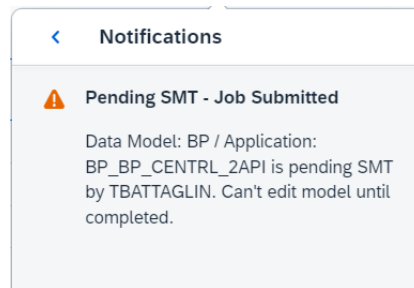 Notifications
Pending SMT - Job Submitted
Data Model: BP / Application:
BP_BP_CENTRL_2API is pending SMT
by TBATTAGLIN. Can't edit model until
completed.